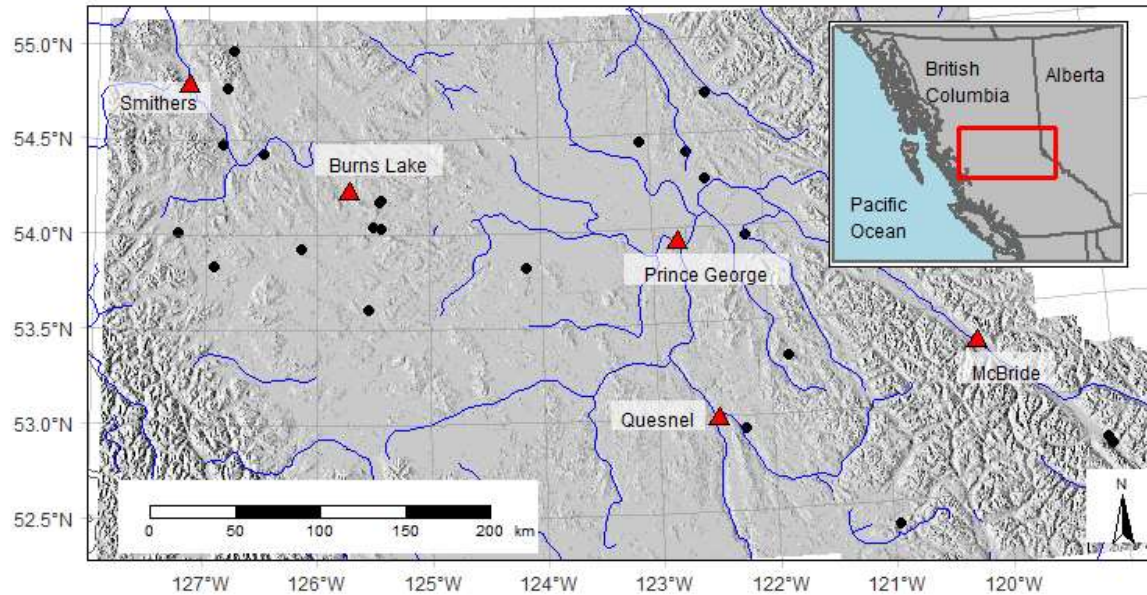 55.0°N
54.5°N
54.0°N
53.5°N
53.0°N
52.5°N
Smithers
Burns Lake
Prince George
McBride
Quesnel
British
Columbia
Alberta
Pacific
Ocean
N
0 50 100 150 200 km
127°W 126°W 125°W 124°W 123°W 122°W 121°W 120°W